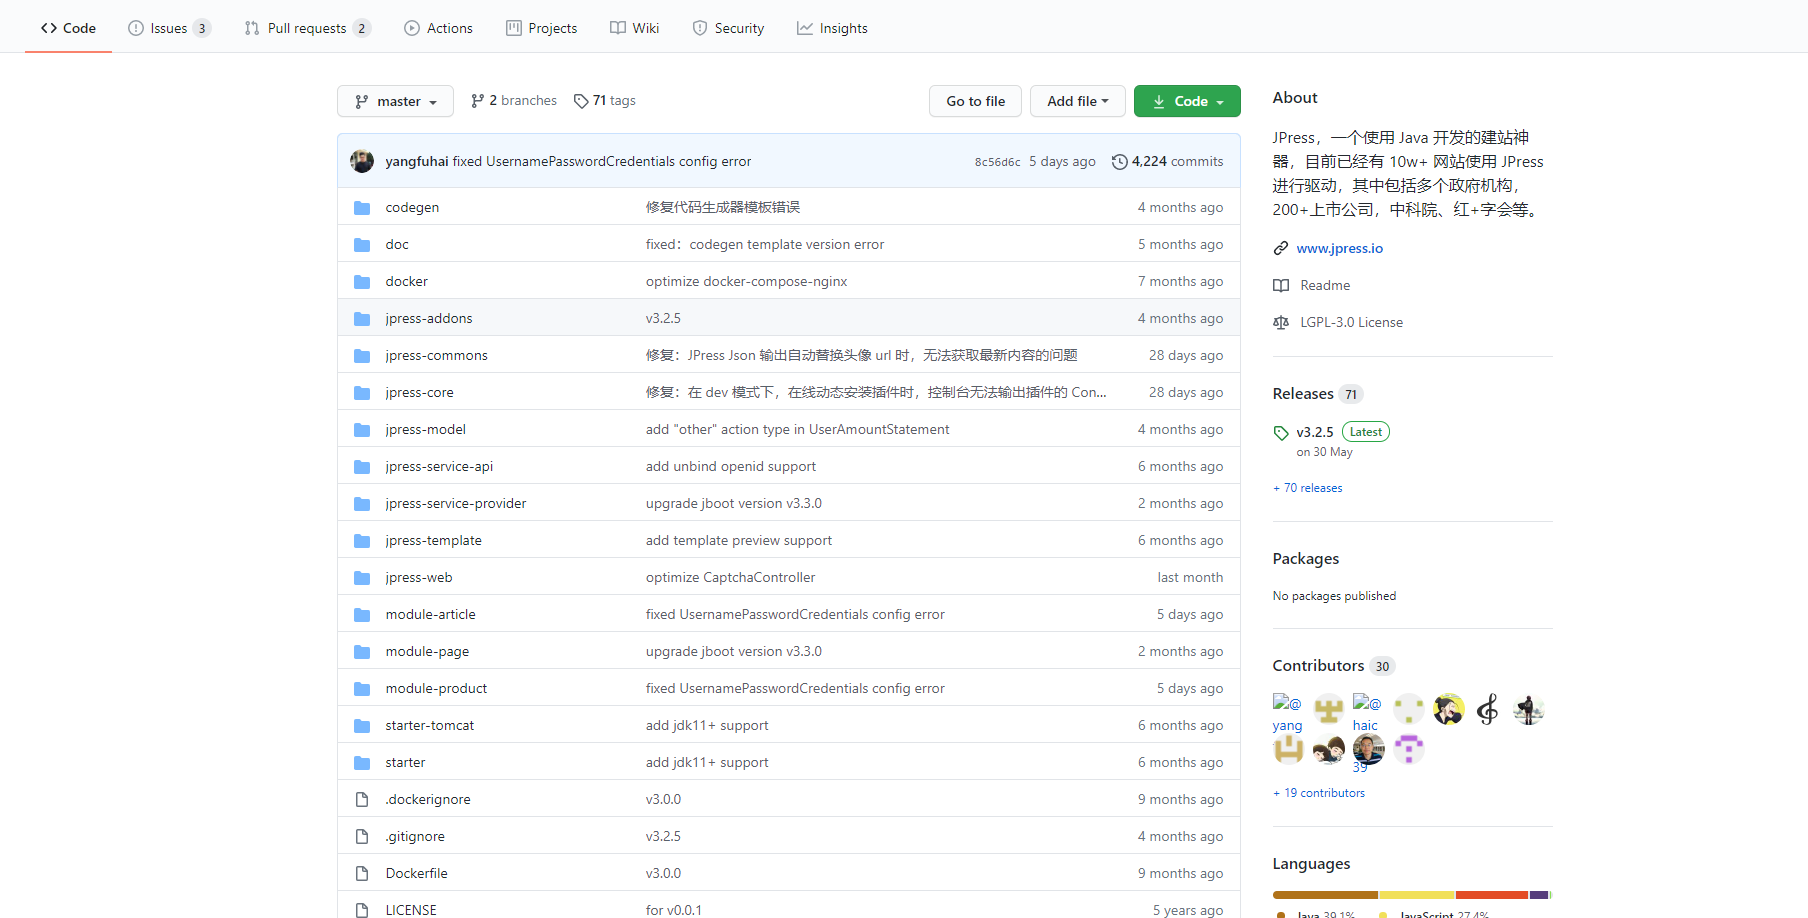 Code
Issues 3
Pull requests 2
Actions
Projects
Wiki
Security
Insights
master
2 branches
71 tags
Go to file
Add file
Code
yangfuhai fixed UsernamePasswordCredentials config error 8c56d6c 5 days ago 4,224 commits
codegen 修复代码生成器模板错误 4 months ago
doc fixed：codegen template version error 5 months ago
docker optimize docker-compose-nginx 7 months ago
jpress-addons v3.2.5 4 months ago
jpress-commons 修复：JPress Json 输出自动替换头像 url 时，无法获取最新内容的问题 28 days ago
jpress-core 修复：在 dev 模式下，在线动态安装插件时，控制台无法输出插件的 Con... 28 days ago
jpress-model add "other" action type in UserAmountStatement 4 months ago
jpress-service-api add unbind openid support 6 months ago
jpress-service-provider upgrade jboot version v3.3.0 2 months ago
jpress-template add template preview support 6 months ago
jpress-web optimize CaptchaController last month
module-article fixed UsernamePasswordCredentials config error 5 days ago
module-page upgrade jboot version v3.3.0 2 months ago
module-product fixed UsernamePasswordCredentials config error 5 days ago
starter-tomcat add jdk11+ support 6 months ago
starter add jdk11+ support 6 months ago
.dockerignore v3.0.0 9 months ago
.gitignore v3.2.5 4 months ago
Dockerfile v3.0.0 9 months ago
LICENSE for v0.0.1 5 years ago
About
JPress，一个使用 Java 开发的建站神
器，目前已经有 10w+ 网站使用 JPress
进行驱动，其中包括多个政府机构，
200+上市公司，中科院、红+字会等。
www.jpress.io
Readme
LGPL-3.0 License
Releases 71
v3.2.5 Latest
on 30 May
+ 70 releases
Packages
No packages published
Contributors 30
@ @
yang haic
39
+ 19 contributors
Languages
Java 39.1% JavaScript 27.4%